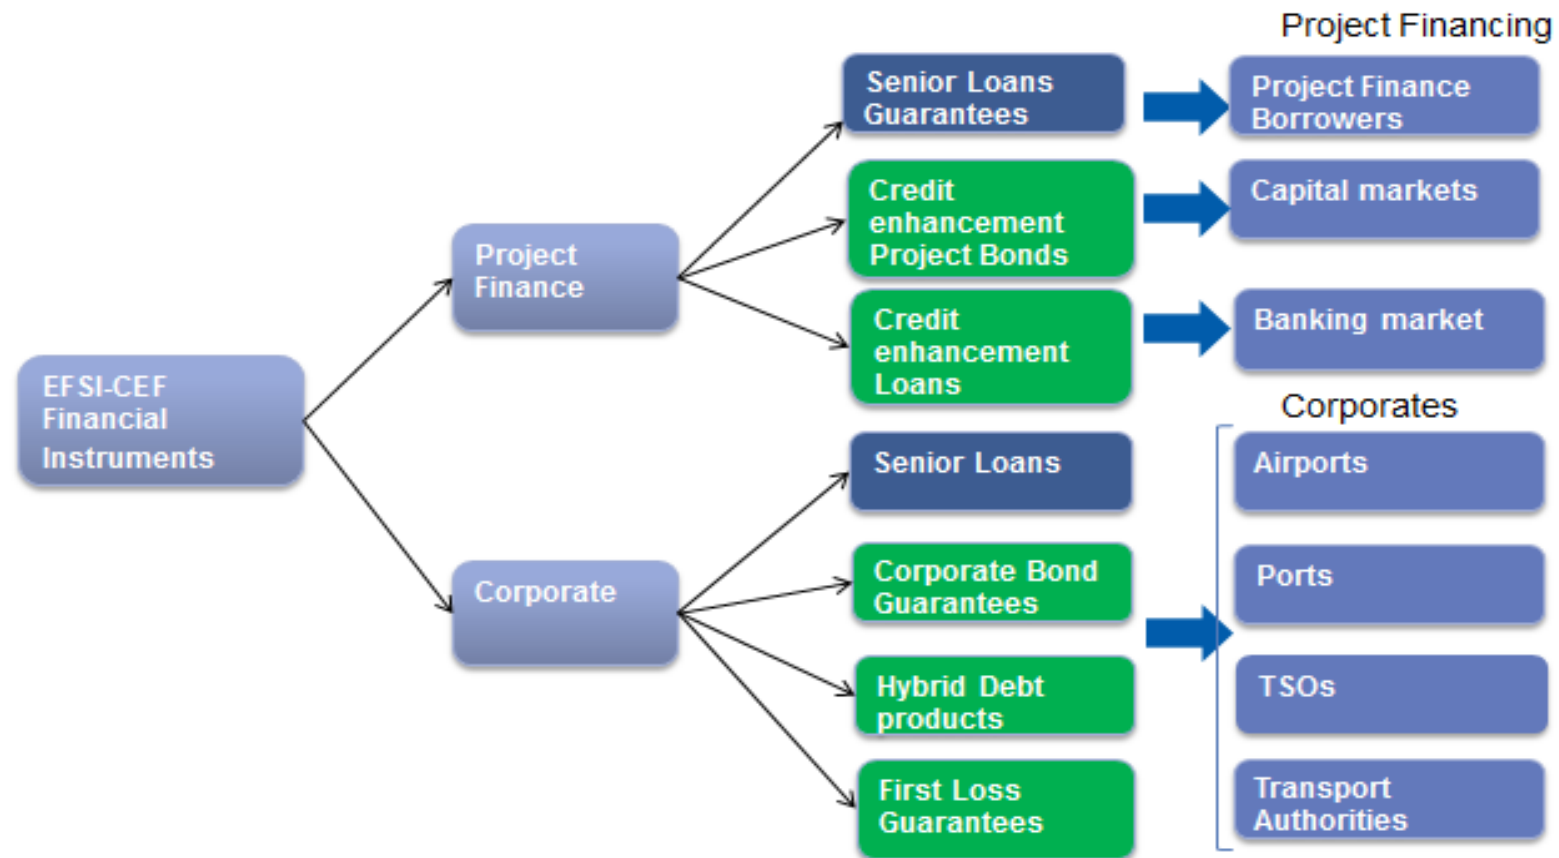 Project Financing
Senior Loans
Guarantees
Project Finance
Borrowers
Credit
enhancement
Project Bonds
Capital markets
Project
Finance
Credit
enhancement
Loans
Banking market
EFSI-CEF
Financial
Instruments
Corporates
Senior Loans
Airports
Corporate
Corporate Bond
Guarantees
Ports
Hybrid Debt
products
TSOs
First Loss
Guarantees
Transport
Authorities